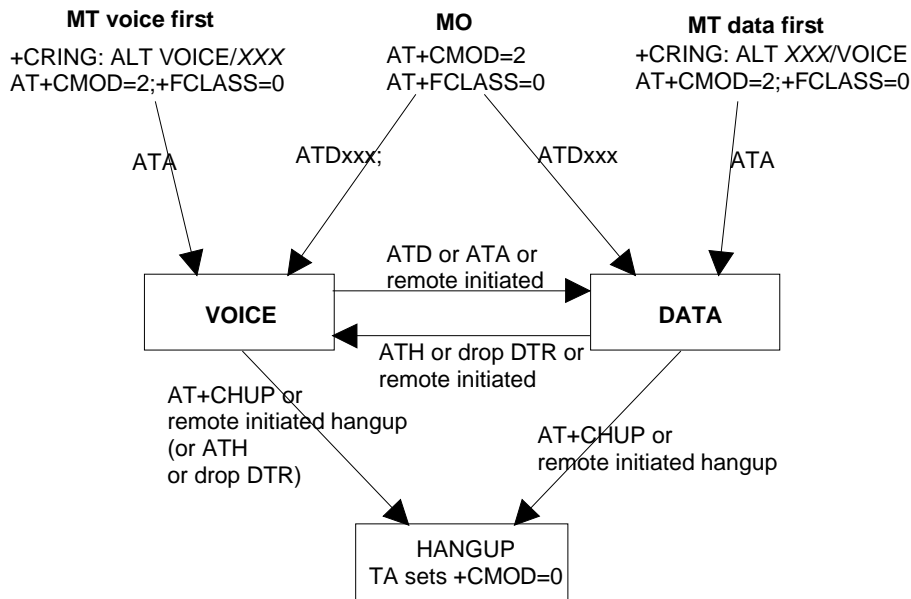 MT voice first
+CRING: ALT VOICE/XXX
AT+CMOD=2;+FCLASS=0
MO
AT+CMOD=2
AT+FCLASS=0
MT data first
+CRING: ALT XXX/VOICE
AT+CMOD=2;+FCLASS=0
ATA
ATDxxx;
ATDxxx
ATA
ATD or ATA or
remote initiated
VOICE
DATA
ATH or drop DTR or
remote initiated
AT+CHUP or
remote initiated hangup
(or ATH
or drop DTR)
AT+CHUP or
remote initiated hangup
HANGUP
TA sets +CMOD=0